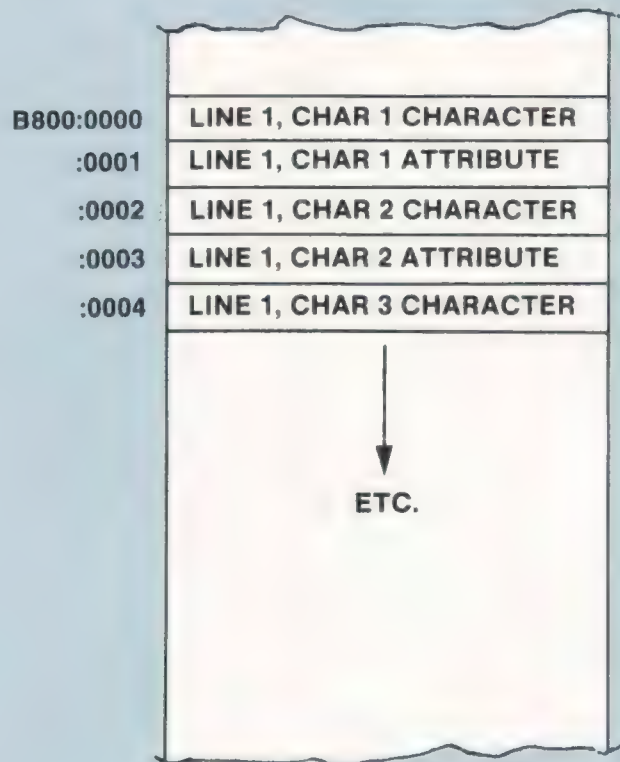 B800:0000 LINE 1, CHAR 1 CHARACTER
:0001 LINE 1, CHAR 1 ATTRIBUTE
:0002 LINE 1, CHAR 2 CHARACTER
:0003 LINE 1, CHAR 2 ATTRIBUTE
:0004 LINE 1, CHAR 3 CHARACTER
ETC.